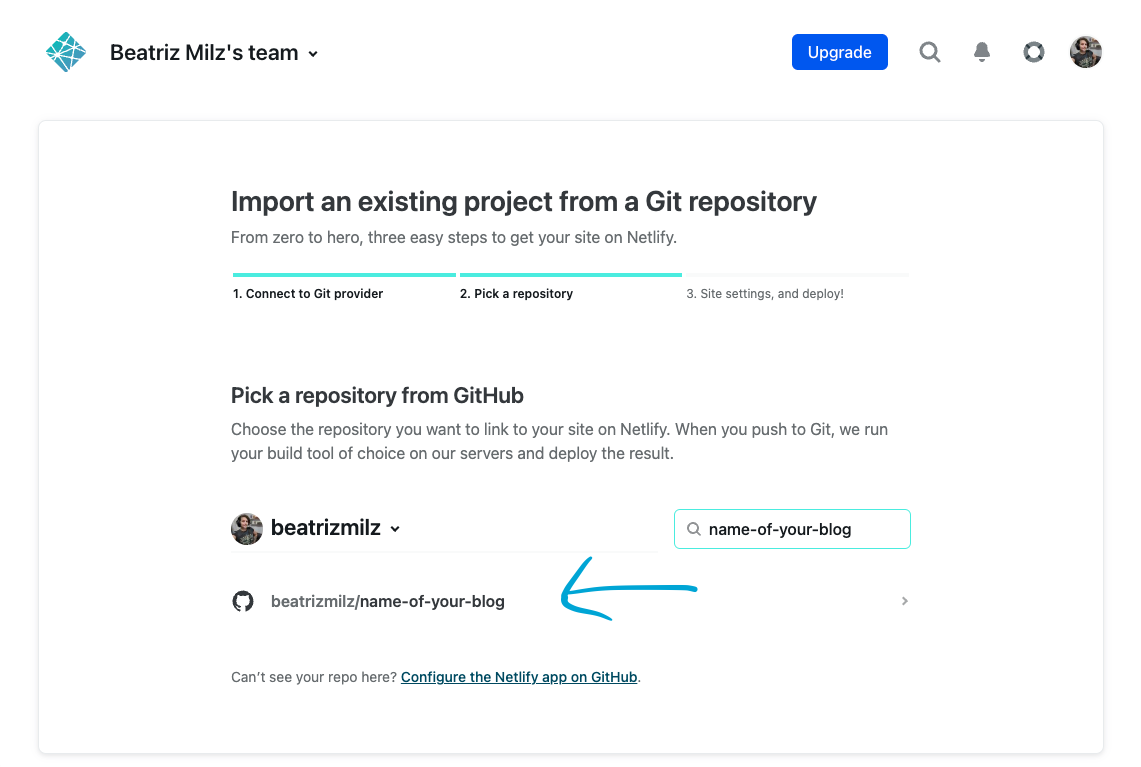 Beatriz Milz's team
Upgrade
Import an existing project from a Git repository
From zero to hero, three easy steps to get your site on Netlify.
1. Connect to Git provider
2. Pick a repository
3. Site settings, and deploy!
Pick a repository from GitHub
Choose the repository you want to link to your site on Netlify. When you push to Git, we run
your build tool of choice on our servers and deploy the result.
beatrizmilz
name-of-your-blog
beatrizmilz/name-of-your-blog
Can’t see your repo here? Configure the Netlify app on GitHub.